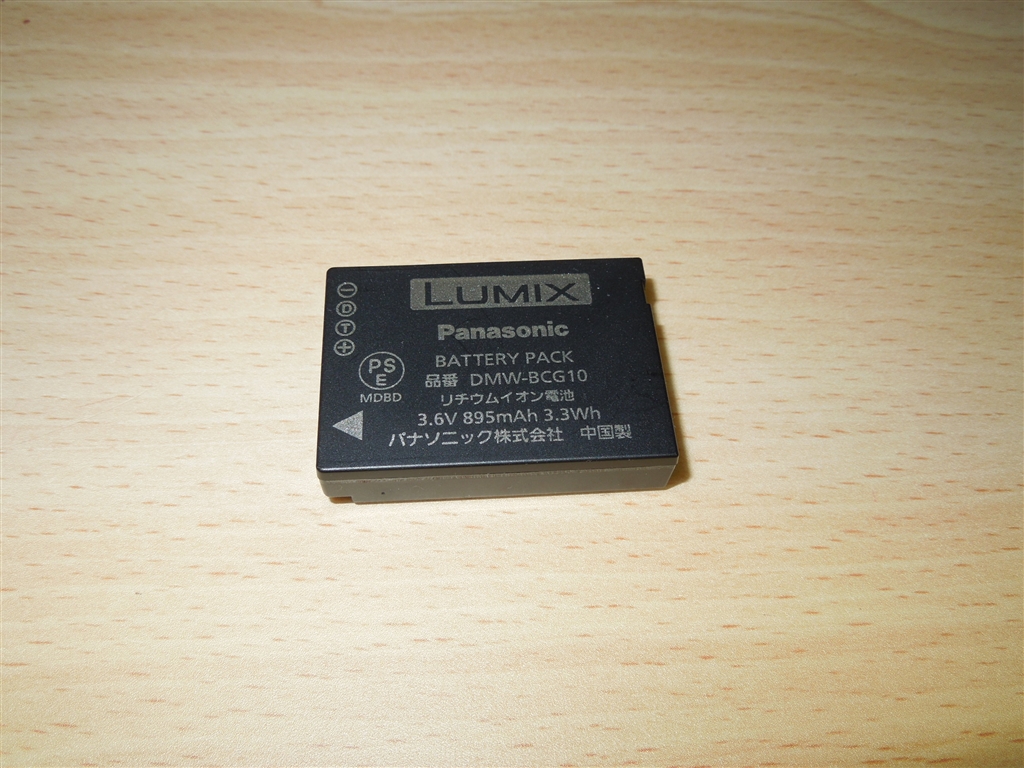 LUMIX
Panasonic
BATTERY PACK
品番 DMW-BCG10
リチウムイオン電池
3.6V 895mAh 3.3Wh
パナソニック株式会社 中国製
−
D
T
+
PS
E
MDBD